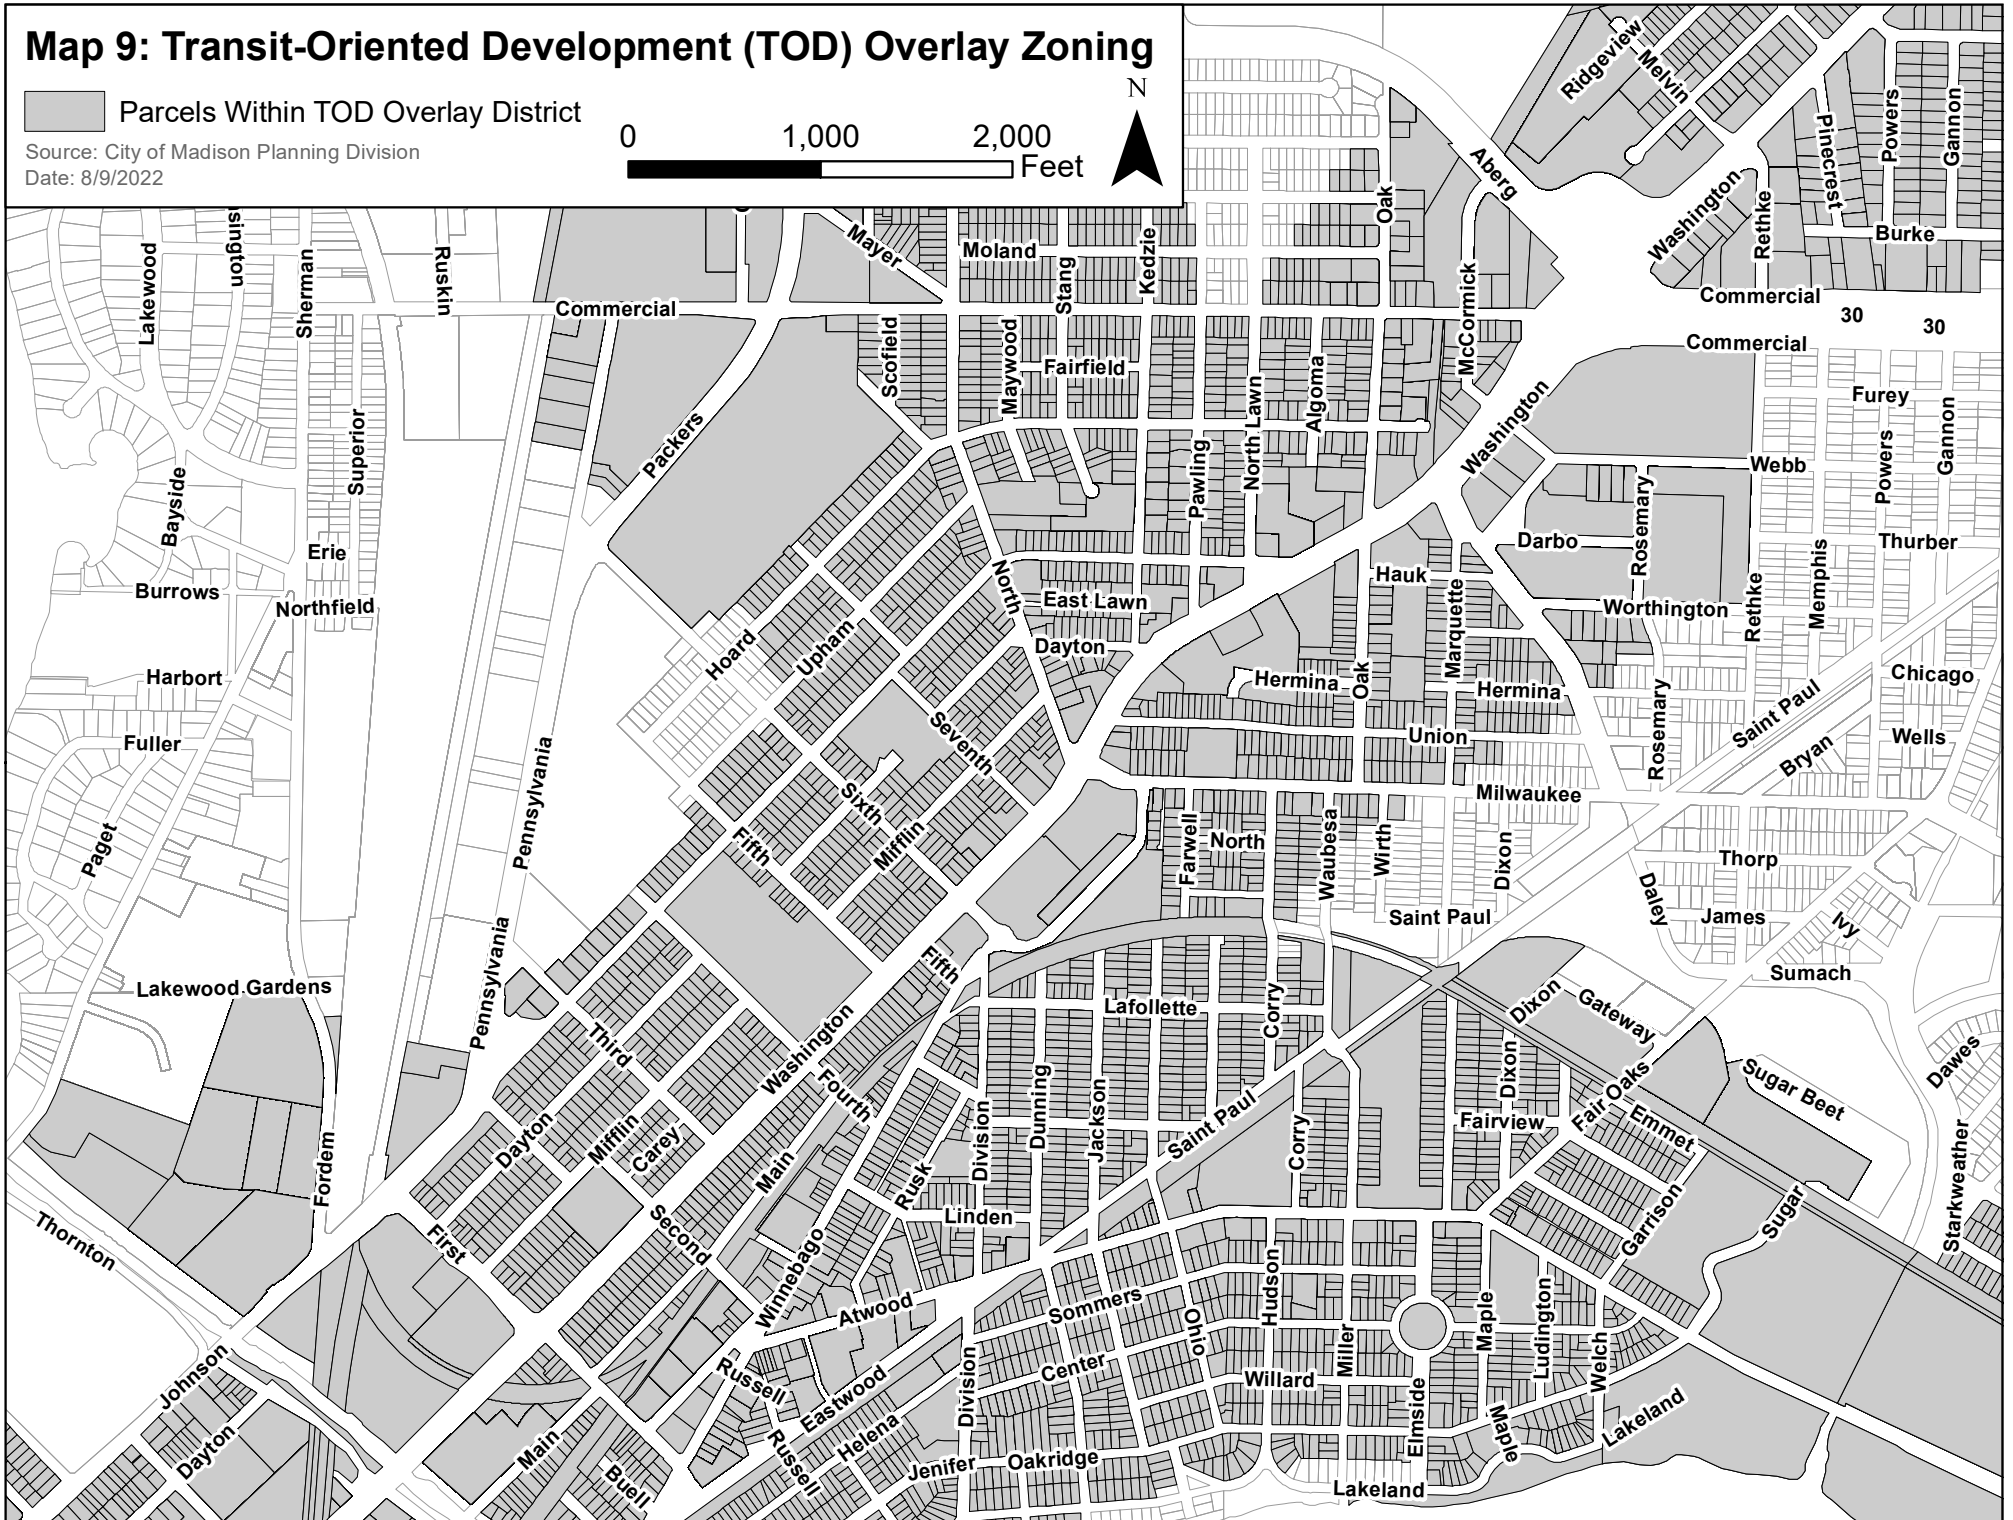 Map 9: Transit-Oriented Development (TOD) Overlay Zoning
Parcels Within TOD Overlay District
Source: City of Madison Planning Division
Date: 8/9/2022
0 1,000 2,000
Feet
N
Ridgeview
Melvin
Pinecrest
Powers
Gannon
Aberg
Oak
Washington
Rethke
Burke
Lakewood
Sherman
Ruskin
Mayer
Moland
Stang
Kedzie
McCormick
Commercial
Commercial
30
30
Commercial
Scofield
Maywood
Fairfield
Algoma
North Lawn
Washington
Furey
Superior
Packers
Pawling
Webb
Powers
Gannon
Bayside
Rosemary
Darbo
Thurber
Erie
Burrows
Northfield
North
East Lawn
Hauk
Marquette
Worthington
Rethke
Memphis
Hoard
Upham
Dayton
Hermina
Oak
Hermina
Harbort
Chicago
Fuller
Pennsylvania
Seventh
Union
Rosemary
Saint Paul
Bryan
Wells
Sixth
Milwaukee
Paget
Fifth
Mifflin
Farwell
North
Waubesa
Wirth
Dixon
Thorp
Saint Paul
Daley
James
Ivy
Pennsylvania
Fifth
Sumach
Lakewood Gardens
Lafollette
Corry
Dixon
Gateway
Third
Washington
Fourth
Dunning
Jackson
Dixon
Fair Oaks
Sugar Beet
Dawes
Fordem
Dayton
Mifflin
Carey
Main
Rusk
Division
Saint Paul
Corry
Fairview
Emmet
Starkweather
Thornton
First
Second
Winnebago
Linden
Garrison
Sugar
Atwood
Sommers
Ohio
Hudson
Miller
Maple
Ludington
Welch
Johnson
Russell
Eastwood
Division
Center
Willard
Elmside
Maple
Lakeland
Dayton
Main
Buell
Russell
Helena
Jenifer
Oakridge
Lakeland